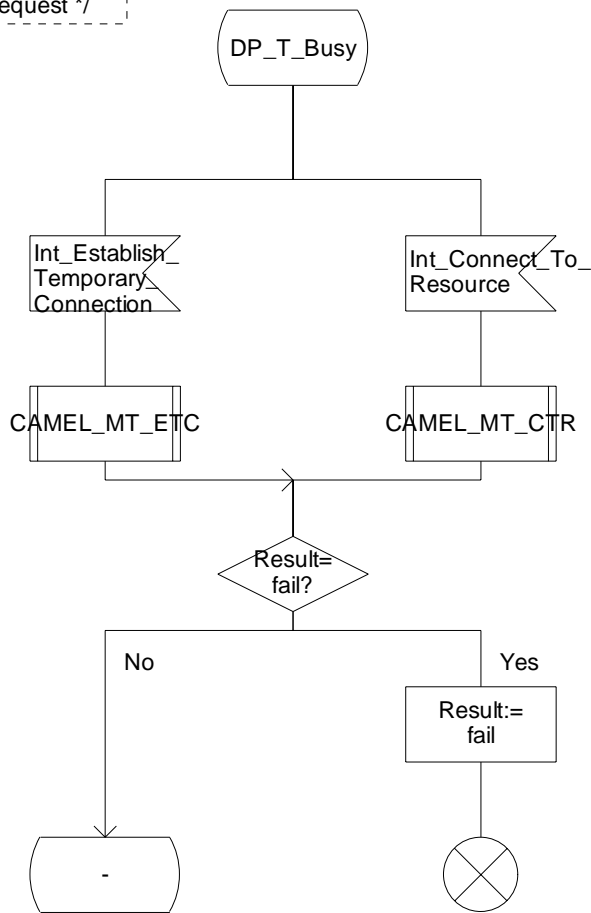 equest */
DP_T_Busy
Int_Establish_
Temporary_
Connection
Int_Connect_To_
Resource
CAMEL_MT_ETC
CAMEL_MT_CTR
Result=
fail?
No
Yes
Result:=
fail
-